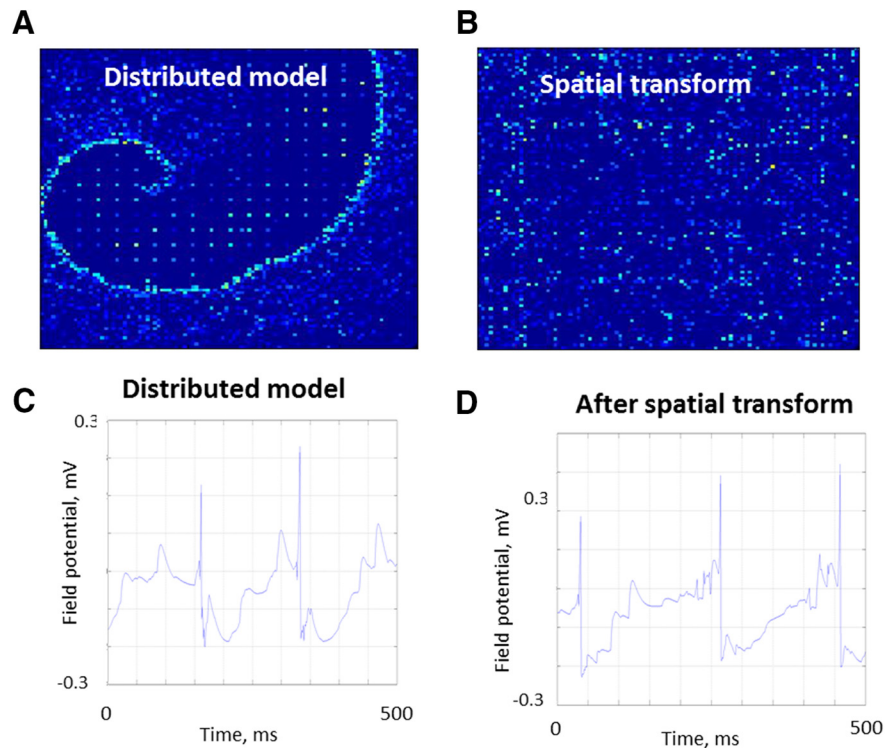 A
Distributed model
B
Spatial transform
C
Distributed model
0.3
Field potential, mV
-0.3
0
500
Time, ms
D
After spatial transform
0.3
Field potential, mV
-0.3
0
500
Time, ms